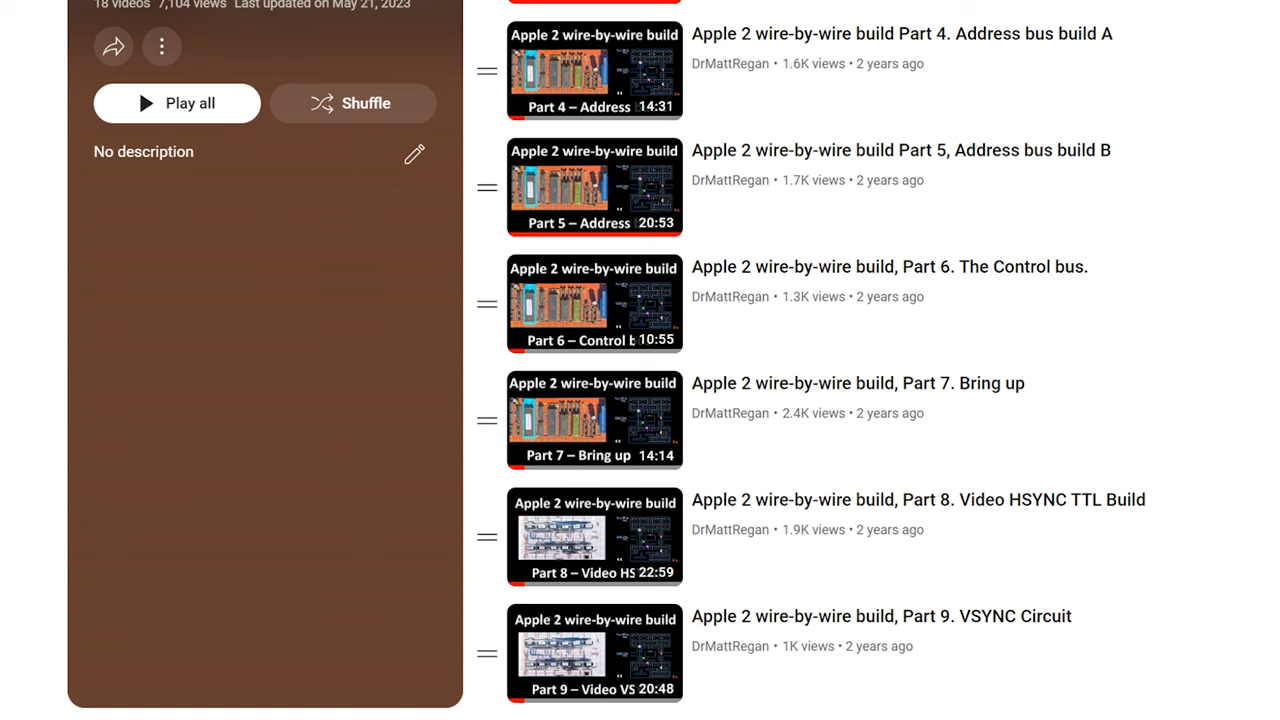 18 videos 7,104 views Last updated on May 21, 2023
Play all
Shuffle
No description
Apple 2 wire-by-wire build
Part 4 – Address
14:31
Apple 2 wire-by-wire build Part 4. Address bus build A
DrMattRegan • 1.6K views • 2 years ago
Apple 2 wire-by-wire build
Part 5 – Address
20:53
Apple 2 wire-by-wire build Part 5, Address bus build B
DrMattRegan • 1.7K views • 2 years ago
Apple 2 wire-by-wire build
Part 6 – Control b
10:55
Apple 2 wire-by-wire build, Part 6. The Control bus.
DrMattRegan • 1.3K views • 2 years ago
Apple 2 wire-by-wire build
Part 7 – Bring up
14:14
Apple 2 wire-by-wire build, Part 7. Bring up
DrMattRegan • 2.4K views • 2 years ago
Apple 2 wire-by-wire build
Part 8 – Video HS
22:59
Apple 2 wire-by-wire build, Part 8. Video HSYNC TTL Build
DrMattRegan • 1.9K views • 2 years ago
Apple 2 wire-by-wire build
Part 9 – Video VS
20:48
Apple 2 wire-by-wire build, Part 9. VSYNC Circuit
DrMattRegan • 1K views • 2 years ago